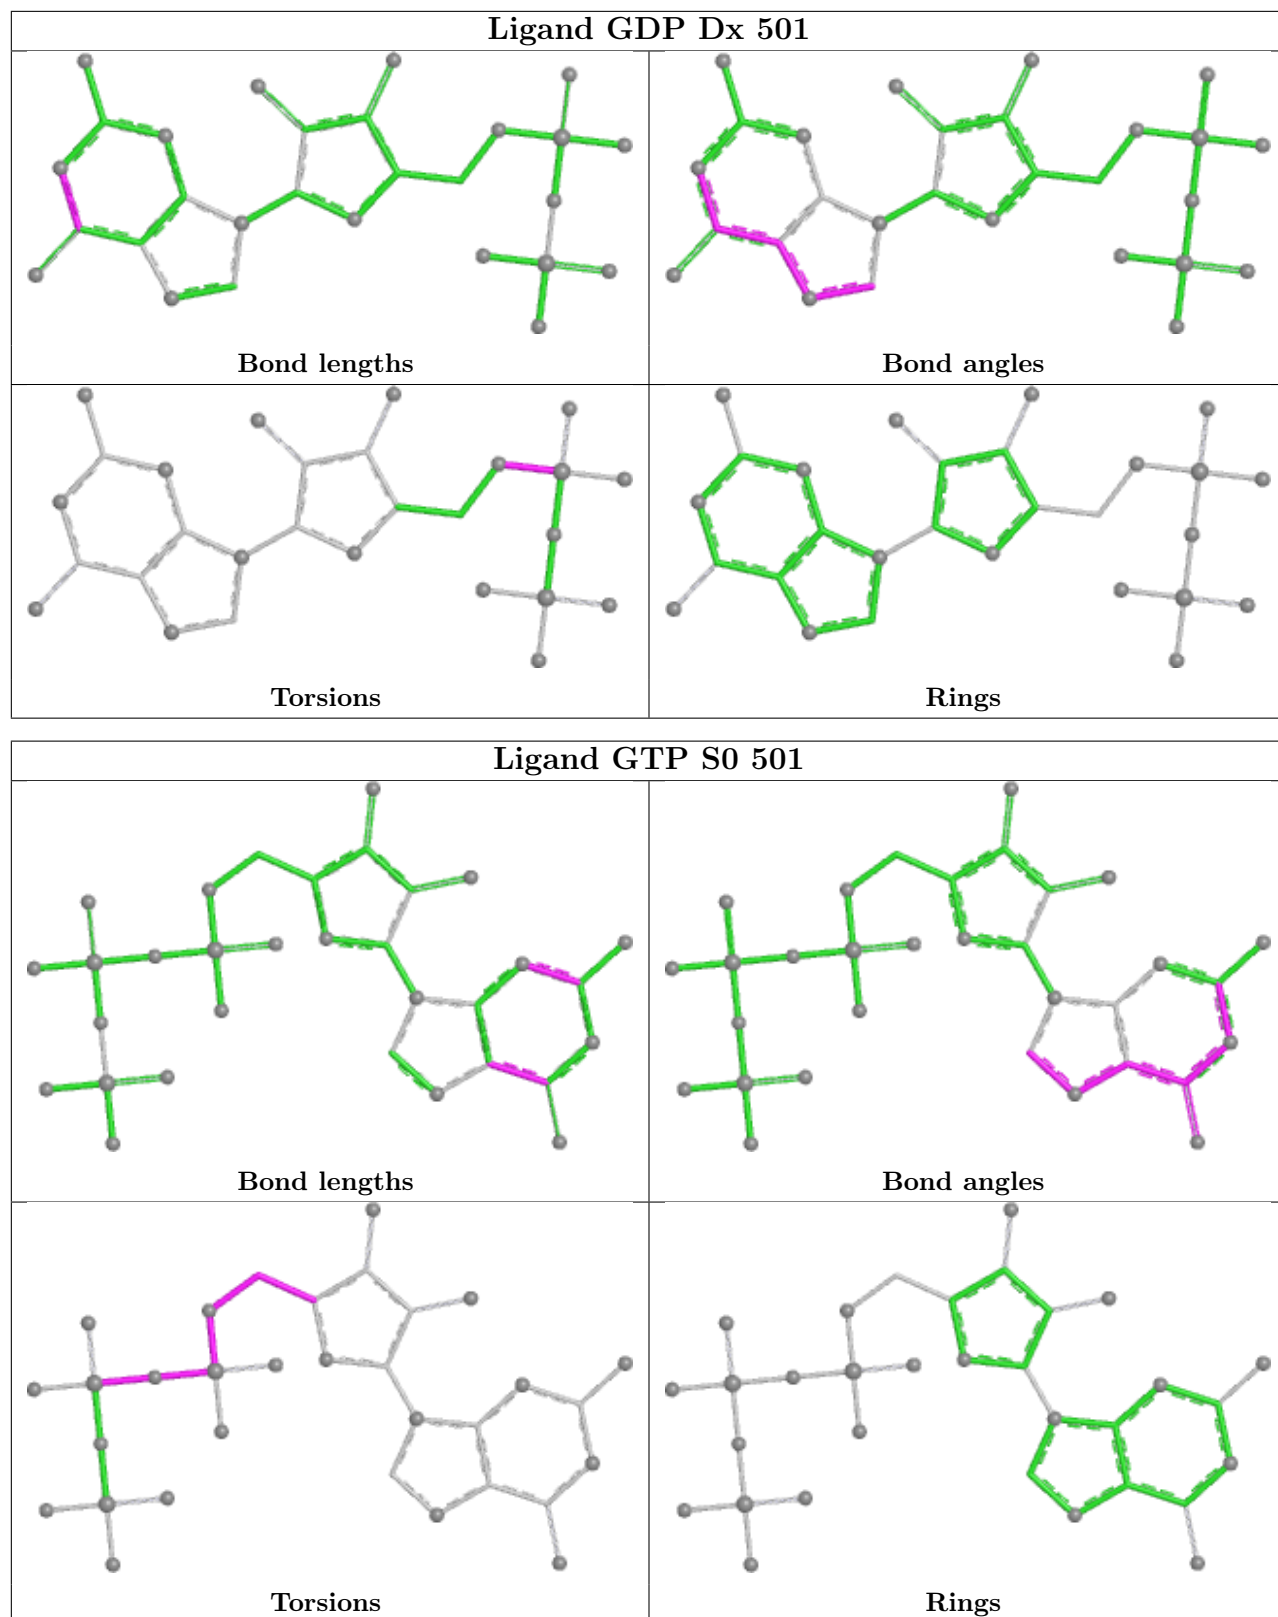 Ligand GDP Dx 501
Bond lengths
Bond angles
Torsions
Rings
Ligand GTP S0 501
Bond lengths
Bond angles
Torsions
Rings